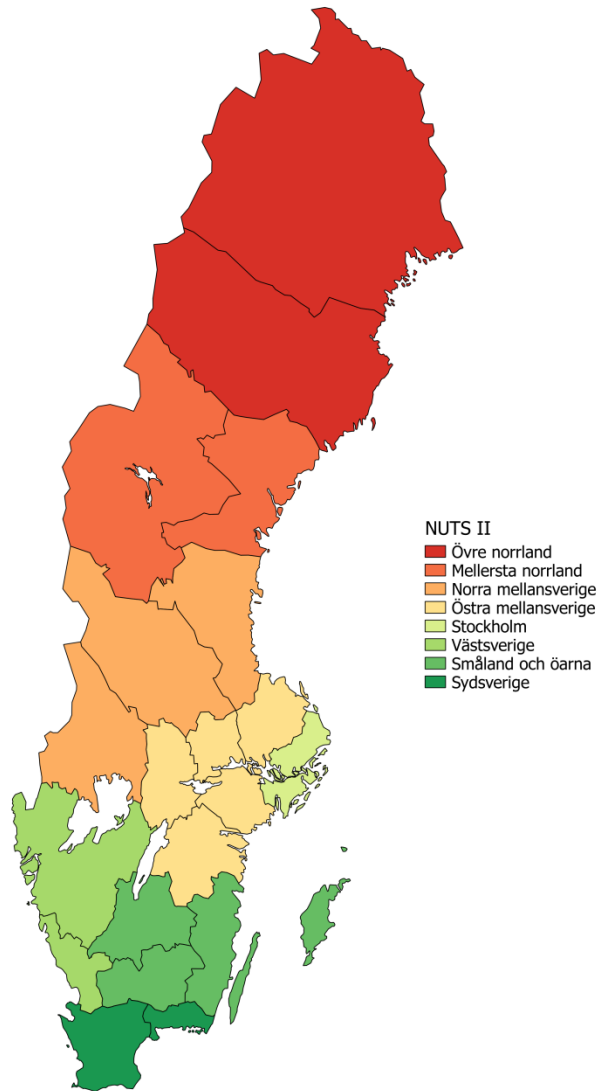 NUTS II
Övre norrland
Mellersta norrland
Norra mellansverige
Östra mellansverige
Stockholm
Västsverige
Småland och öarna
Sydsverige